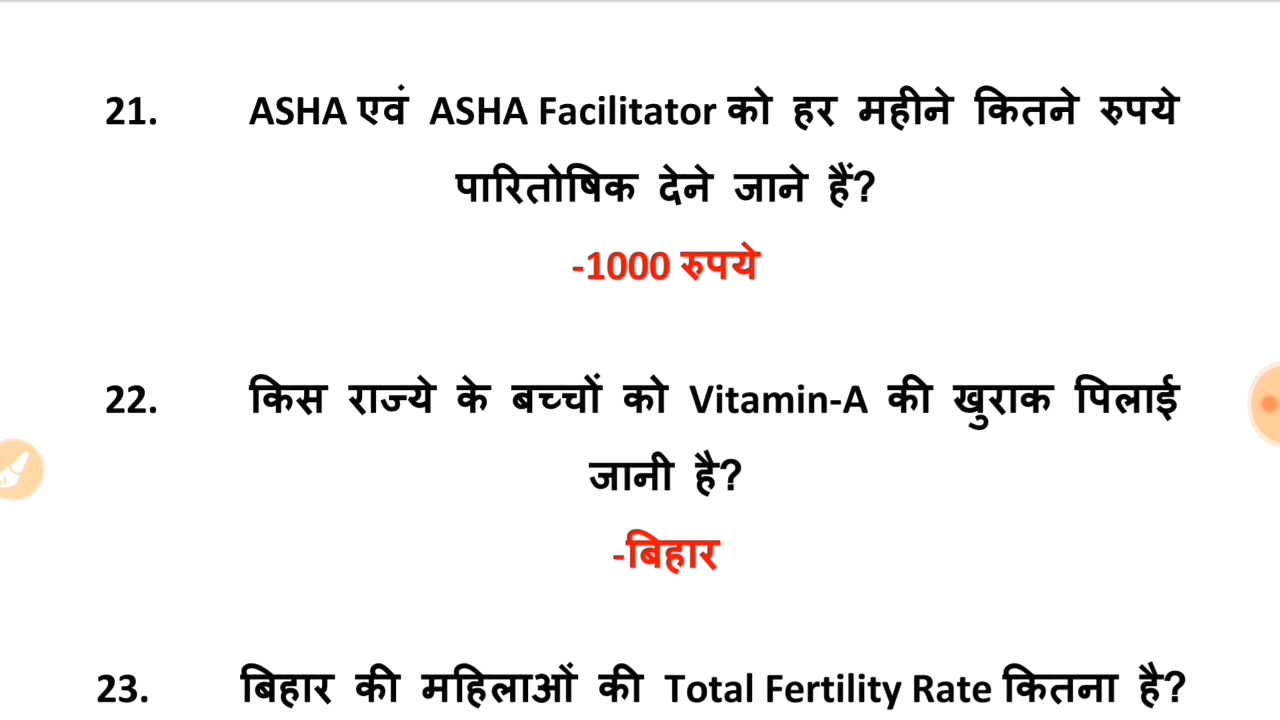 21. ASHA एवं ASHA Facilitator को हर महीने कितने रुपये
पारितोषिक देने जाने हैं?
-1000 रुपये
22. किस राज्ये के बच्चों को Vitamin-A की खुराक पिलाई
जानी है?
-बिहार
23. बिहार की महिलाओं की Total Fertility Rate कितना है?